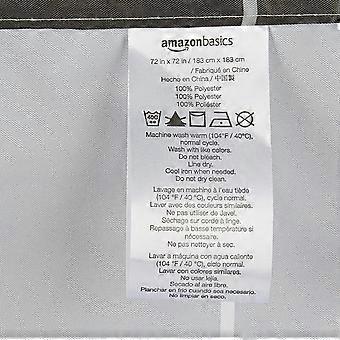 amazonbasics
72 in x 72 in / 183 cm x 183 cm
/ Fabriqué en Chine
Hecho en China / 中国製
100% Polyester
100% Polyester
100% Poliéster
Machine wash warm (104°F / 40°C),
normal cycle.
Wash with like colors.
Do not bleach.
Line dry.
Cool iron when needed.
Do not dry clean.
Lavage en machine à l'eau tiède
(104 °F / 40 °C), cycle normal.
Laver avec des couleurs similaires.
Ne pas utiliser de Javel.
Séchage sur corde à linge.
Repassage à basse température si
nécessaire.
Ne pas nettoyer à sec.
Lavar a máquina con agua caliente
(104 °F / 40 °C), ciclo normal.
Lavar con colores similares.
No usar lejía.
Secado al aire libre.
Planchar en frío cuando sea necesario.
No limpiar en seco.